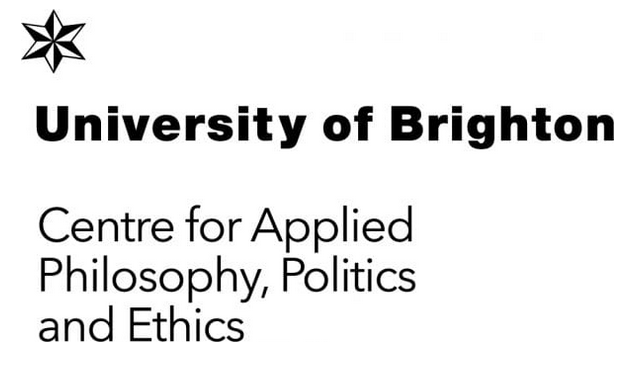 University of Brighton
Centre for Applied
Philosophy, Politics
and Ethics